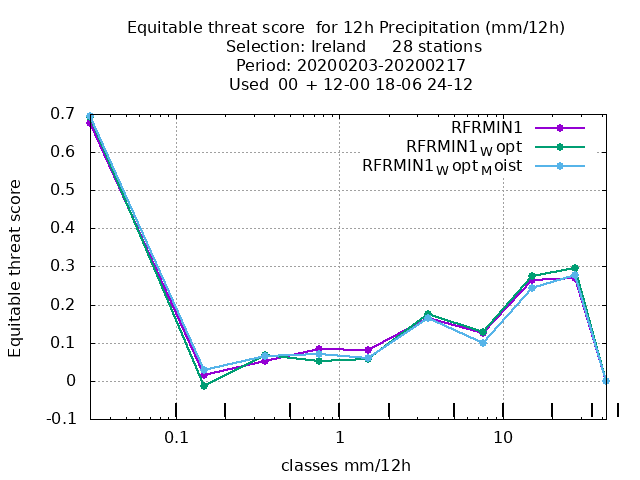 Equitable threat score for 12h Precipitation (mm/12h)
Selection: Ireland 28 stations
Period: 20200203-20200217
Used 00 + 12-00 18-06 24-12
RFRMIN1
RFRMIN1Wopt
RFRMIN1WoptMoist
0.7
0.6
0.5
0.4
0.3
0.2
0.1
0
-0.1
Equitable threat score
0.1 1 10
classes mm/12h